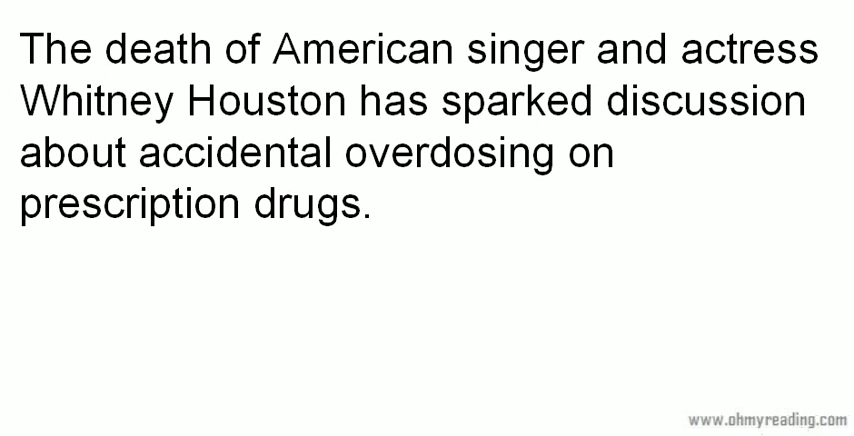 The death of American singer and actress
Whitney Houston has sparked discussion
about accidental overdosing on
prescription drugs.
www.ohmyreading.com